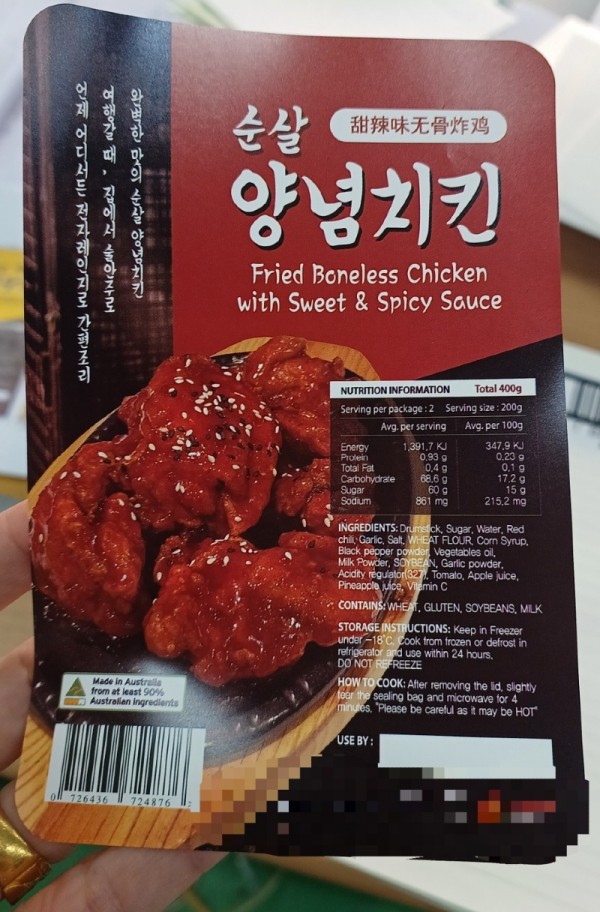 완벽한 맛의 순살 양념치킨
여행갈 때, 집에서 술안주로
언제 어디서든 전자레인지로 간편조리
순살
甜辣味无骨炸鸡
양념치킨
Fried Boneless Chicken
with Sweet & Spicy Sauce
NUTRITION INFORMATION Total 400g
Serving per package : 2 Serving size : 200g
Avg. per serving Avg. per 100g
Energy 1,391.7 KJ 347.9 KJ
Protein 0.93 g 0.23 g
Total Fat 0.4 g 0.1 g
Carbohydrate 68.6 g 17.2 g
Sugar 60 g 15 g
Sodium 861 mg 215.2 mg
INGREDIENTS: Drumstick, Sugar, Water, Red
chili, Garlic, Salt, WHEAT FLOUR, Corn Syrup,
Black pepper powder, Vegetables oil,
Milk Powder, SOYBEAN, Garlic powder,
Acidity regulator(327), Tomato, Apple juice,
Pineapple juice, Vitamin C
CONTAINS: WHEAT, GLUTEN, SOYBEANS, MILK
STORAGE INSTRUCTIONS: Keep in Freezer
under -18°C. Cook from frozen or defrost in
refrigerator and use within 24 hours.
DO NOT REFREEZE
HOW TO COOK: After removing the lid, slightly
tear the sealing bag and microwave for 4
minutes. "Please be careful as it may be HOT"
Made in Australia
from at least 90%
Australian ingredients
USE BY :
0 726436 724876